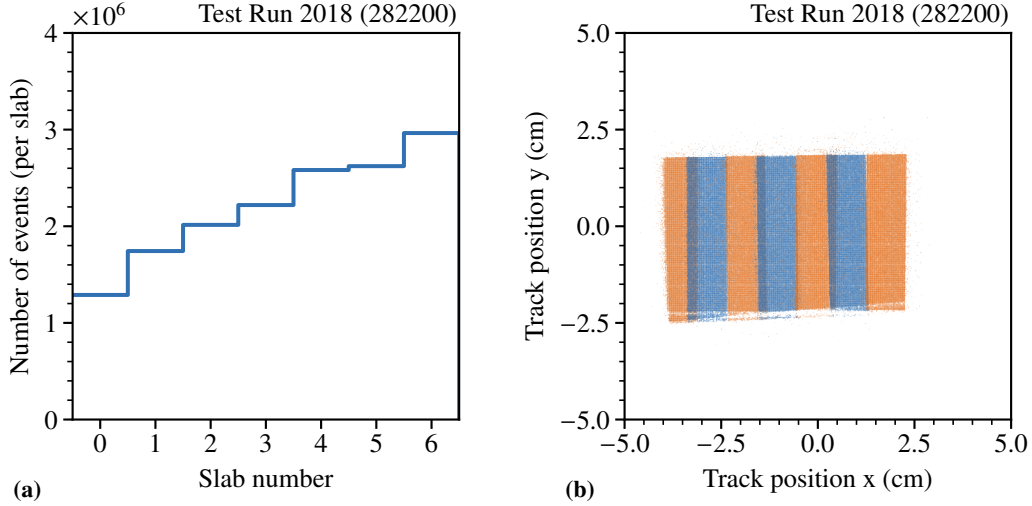 ×10⁶
Test Run 2018 (282200)
4
3
2
1
0
Number of events (per slab)
0 1 2 3 4 5 6
Slab number
(a)
Test Run 2018 (282200)
5.0
2.5
0.0
−2.5
−5.0
Track position y (cm)
−5.0 −2.5 0.0 2.5 5.0
Track position x (cm)
(b)